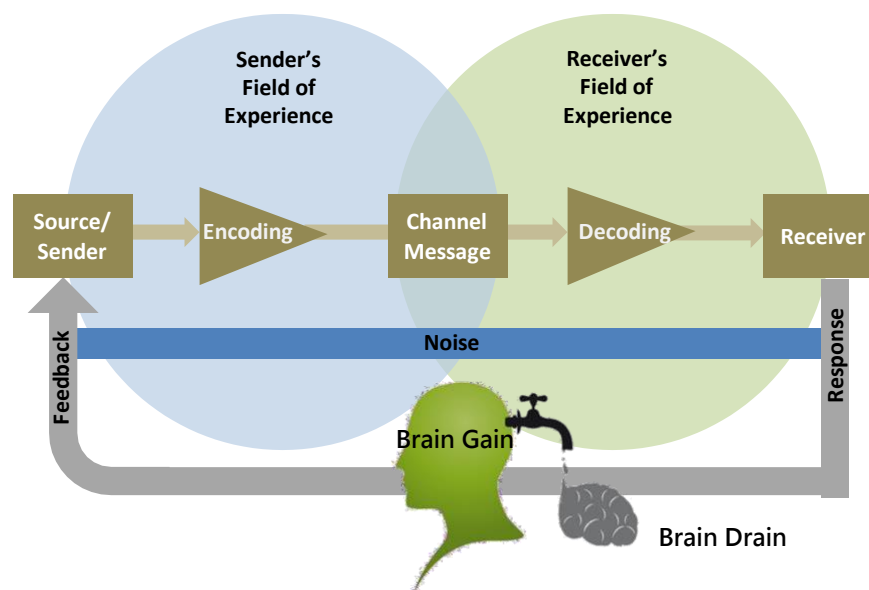 Sender's
Field of
Experience
Receiver's
Field of
Experience
Source/
Sender
Encoding
Channel
Message
Decoding
Receiver
Noise
Feedback
Response
Brain Gain
Brain Drain